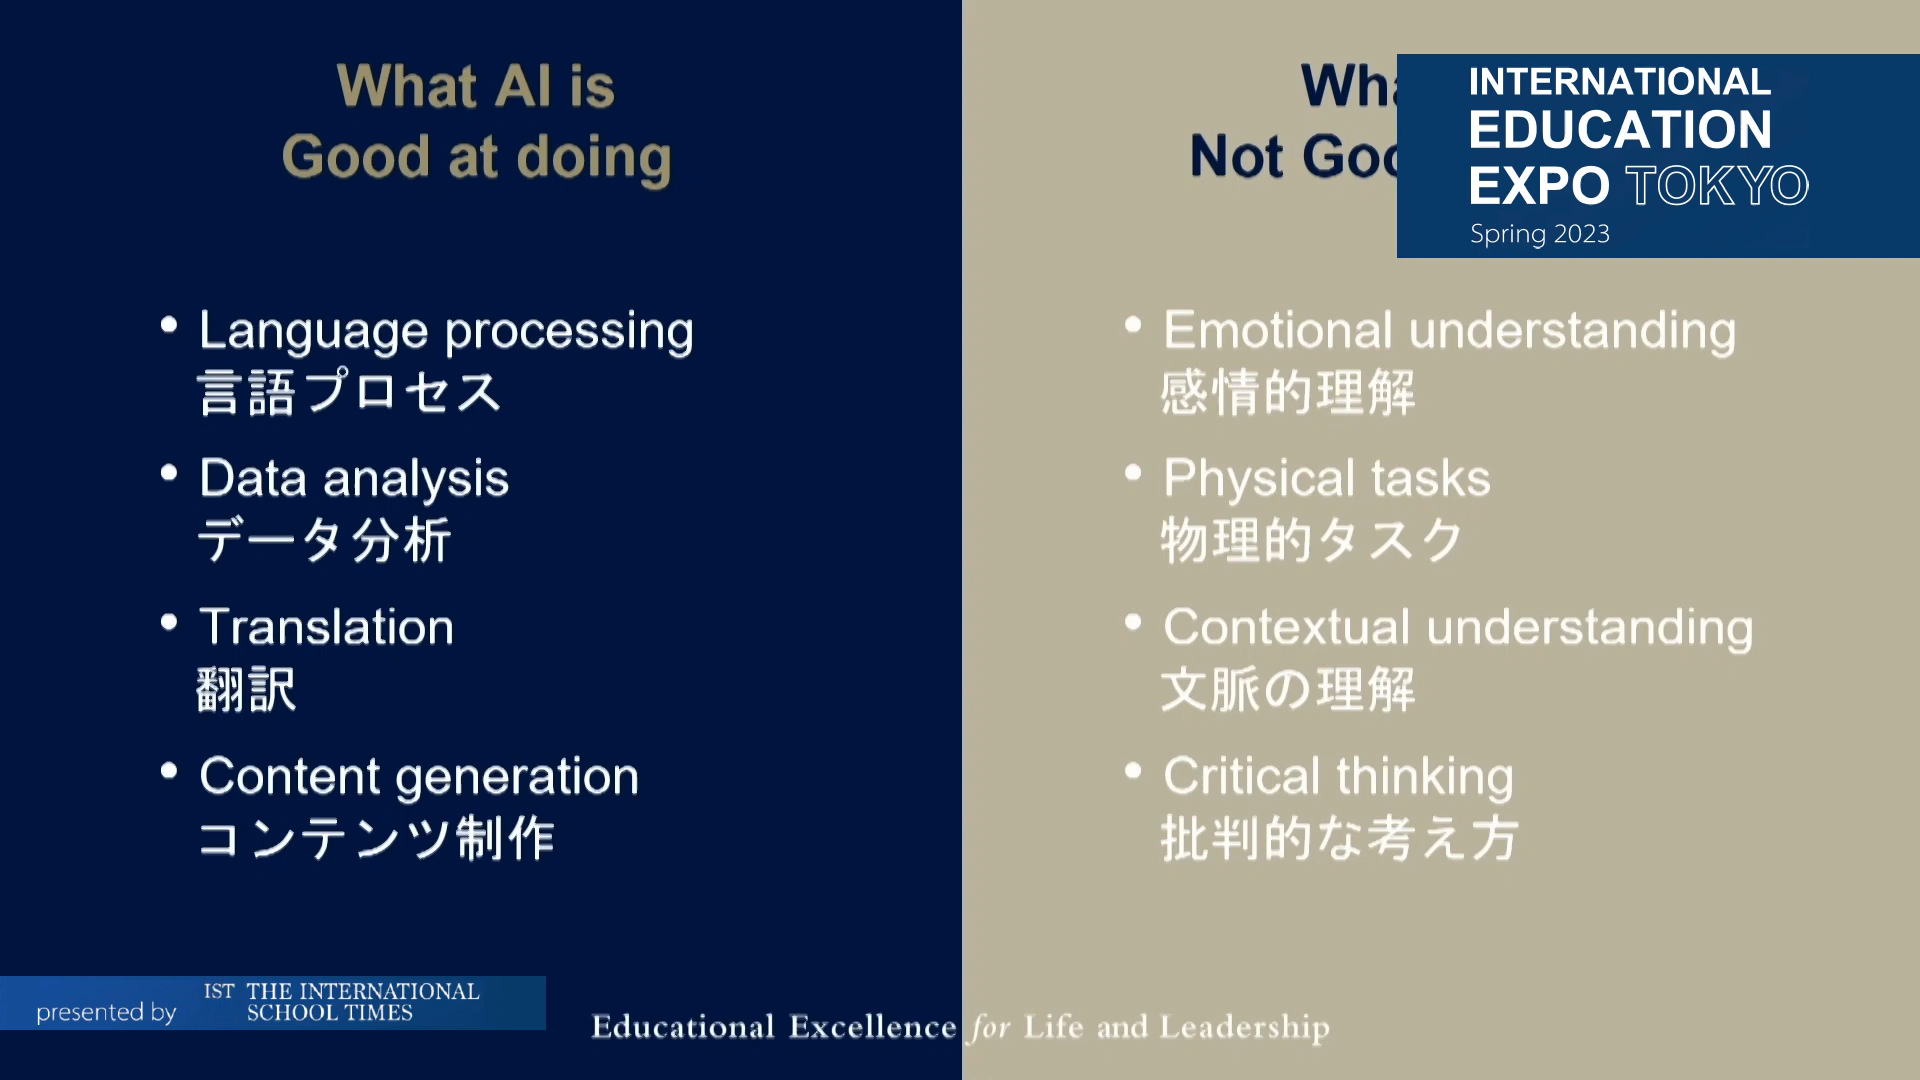 What AI is
Good at doing
• Language processing
言語プロセス
• Data analysis
データ分析
• Translation
翻訳
• Content generation
コンテンツ制作
Not
INTERNATIONAL
EDUCATION
EXPO TOKYO
Spring 2023
• Emotional understanding
感情的理解
• Physical tasks
物理的タスク
• Contextual understanding
文脈の理解
• Critical thinking
批判的な考え方
presented by
IST THE INTERNATIONAL
SCHOOL TIMES
Educational Excellence for Life and Leadership